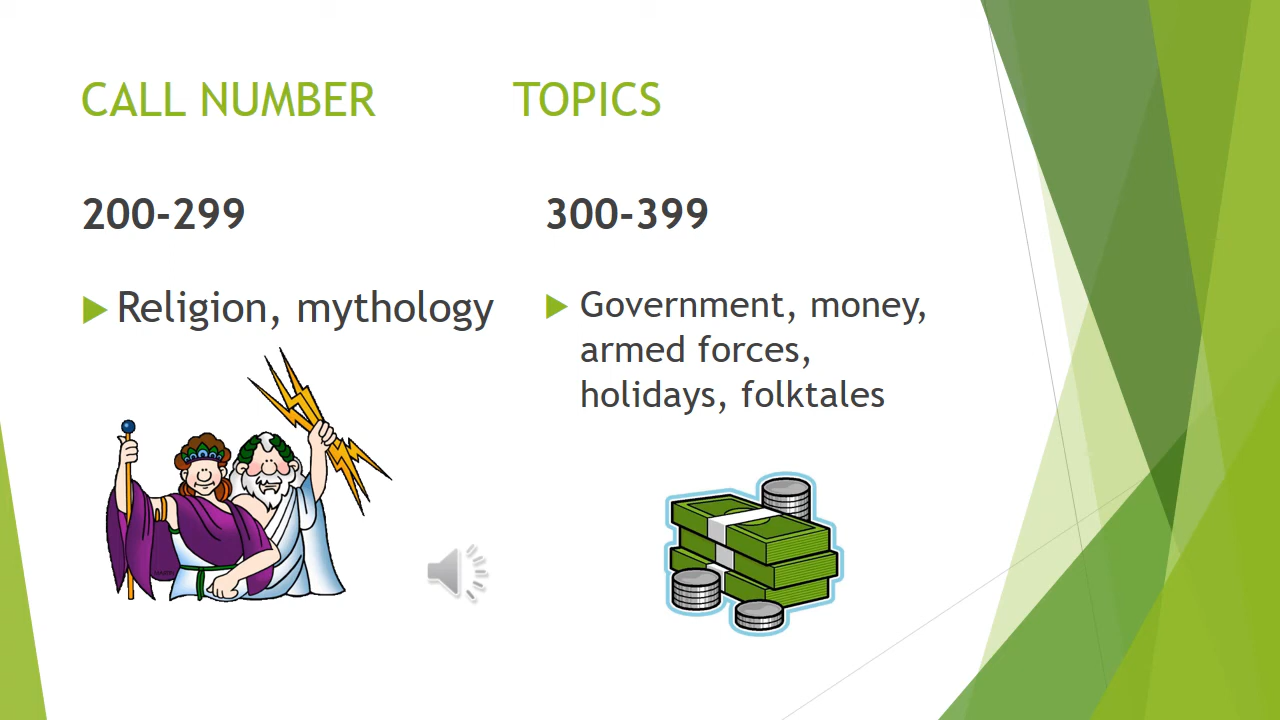 CALL NUMBER TOPICS
200-299
Religion, mythology
300-399
Government, money,
armed forces,
holidays, folktales